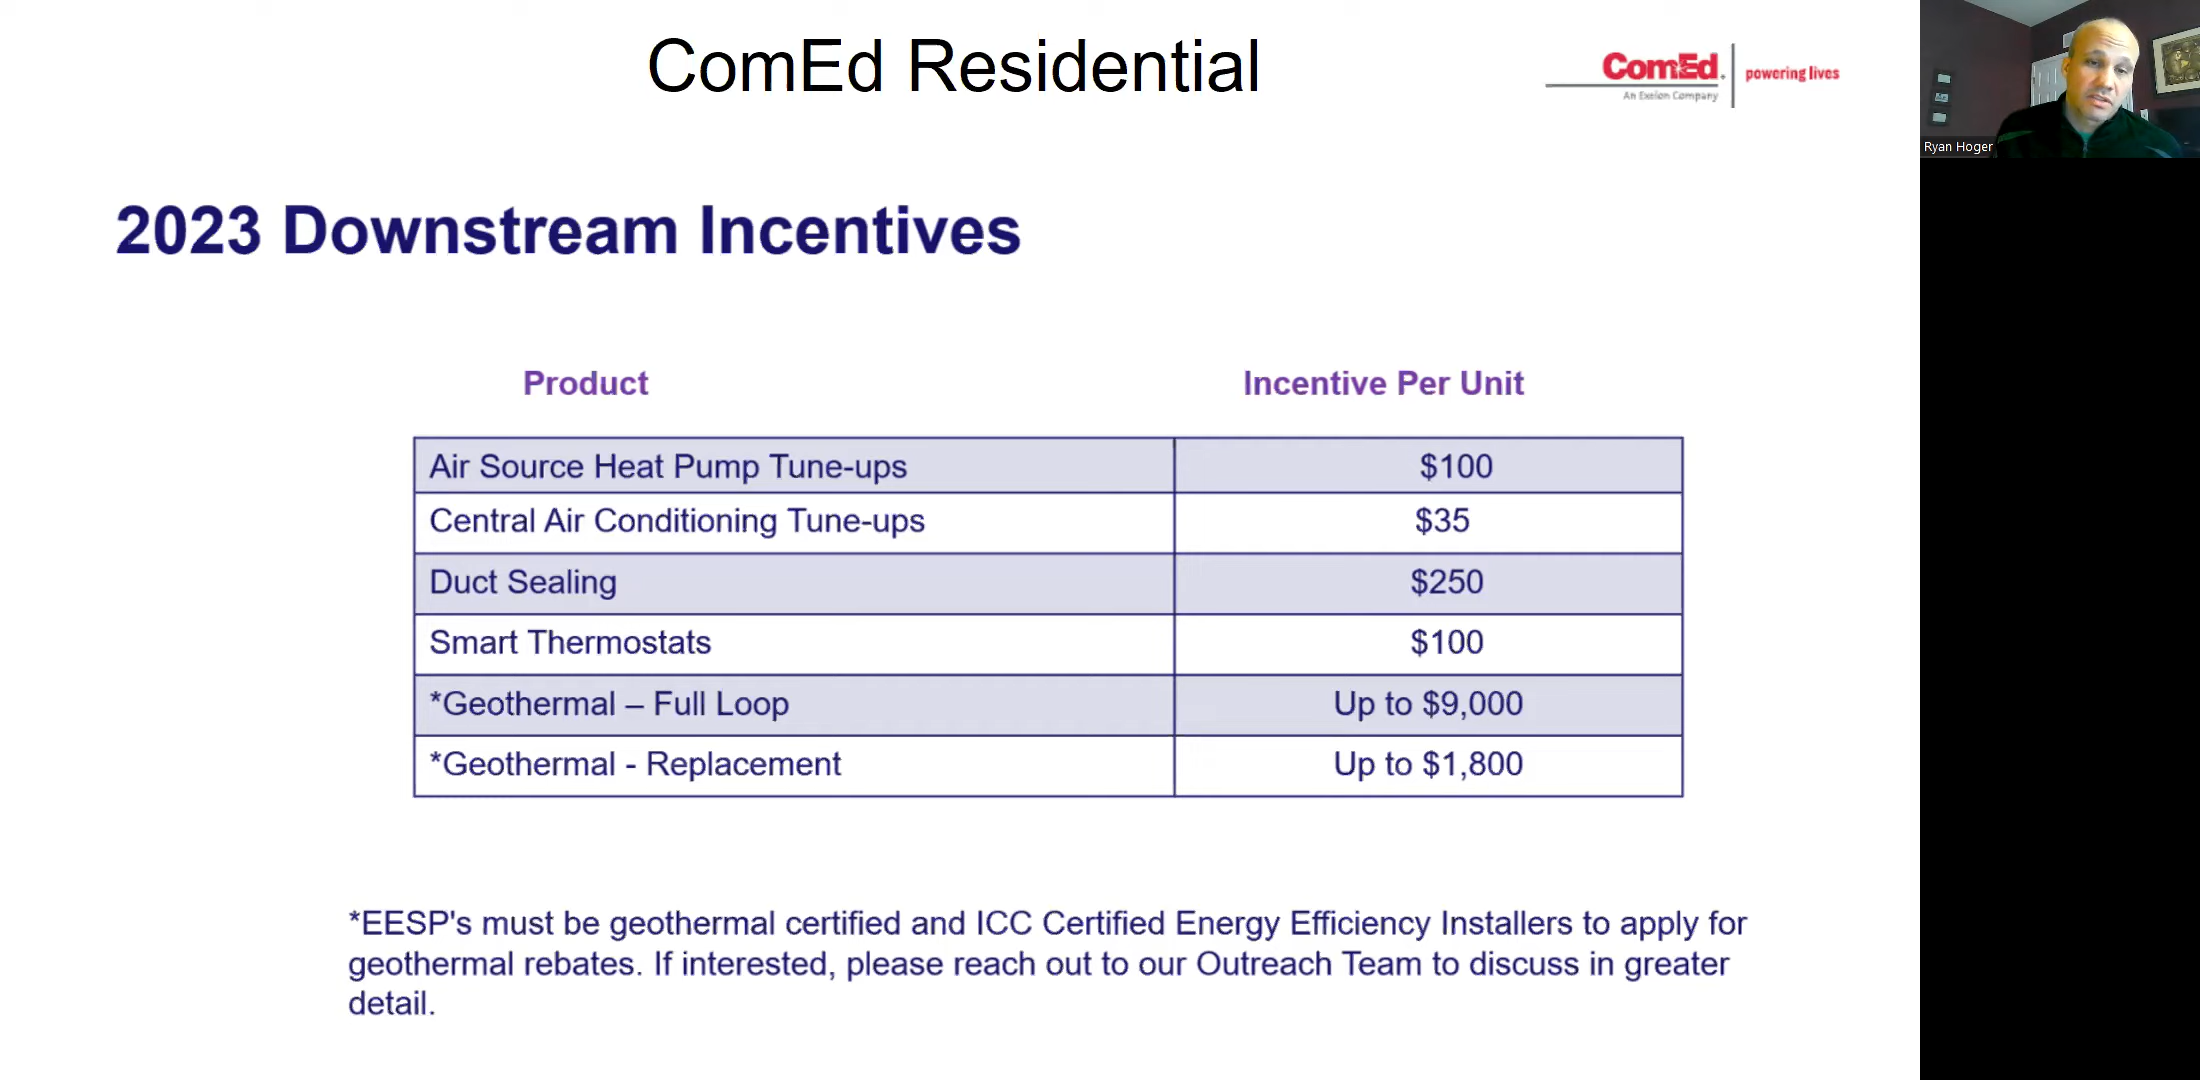 ComEd Residential
ComEd.
An Exelon Company
powering lives
Ryan Hoger
2023 Downstream Incentives
Product Incentive Per Unit
Air Source Heat Pump Tune-ups $100
Central Air Conditioning Tune-ups $35
Duct Sealing $250
Smart Thermostats $100
*Geothermal – Full Loop Up to $9,000
*Geothermal - Replacement Up to $1,800
*EESP's must be geothermal certified and ICC Certified Energy Efficiency Installers to apply for
geothermal rebates. If interested, please reach out to our Outreach Team to discuss in greater
detail.